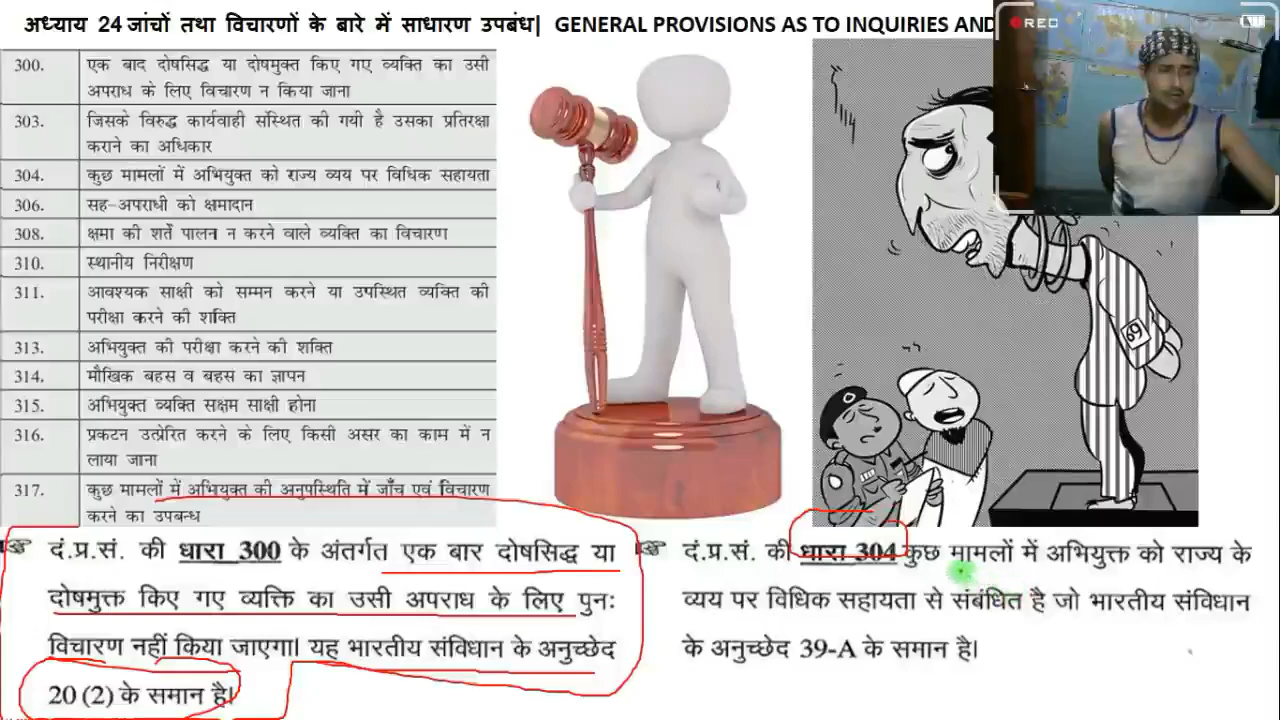 अध्याय 24 जांचों तथा विचारणों के बारे में साधारण उपबंध| GENERAL PROVISIONS AS TO INQUIRIES AND
REC
300. एक बाद दोषसिद्ध या दोषमुक्त किए गए व्यक्ति का उसी
अपराध के लिए विचारण न किया जाना
303. जिसके विरुद्ध कार्यवाही संस्थित की गयी है उसका प्रतिरक्षा
कराने का अधिकार
304. कुछ मामलों में अभियुक्त को राज्य व्यय पर विधिक सहायता
306. सह-अपराधी को क्षमादान
308. क्षमा की शर्ते पालन न करने वाले व्यक्ति का विचारण
310. स्थानीय निरीक्षण
311. आवश्यक साक्षी को सम्मन करने या उपस्थित व्यक्ति की
परीक्षा करने की शक्ति
313. अभियुक्त की परीक्षा करने की शक्ति
314. मौखिक बहस व बहस का ज्ञापन
315. अभियुक्त व्यक्ति सक्षम साक्षी होना
316. प्रकटन उत्प्रेरित करने के लिए किसी असर का काम में न
लाया जाना
317. कुछ मामलों में अभियुक्त की अनुपस्थिति में जाँच एवं विचारण
करने का उपबन्ध
69
दं.प्र.सं. की धारा 300 के अंतर्गत एक बार दोषसिद्ध या
दोषमुक्त किए गए व्यक्ति का उसी अपराध के लिए पुनः
विचारण नहीं किया जाएगा। यह भारतीय संविधान के अनुच्छेद
20 (2) के समान है।
दं.प्र.सं. की धारा 304 कुछ मामलों में अभियुक्त को राज्य के
व्यय पर विधिक सहायता से संबंधित है जो भारतीय संविधान
के अनुच्छेद 39-A के समान है।